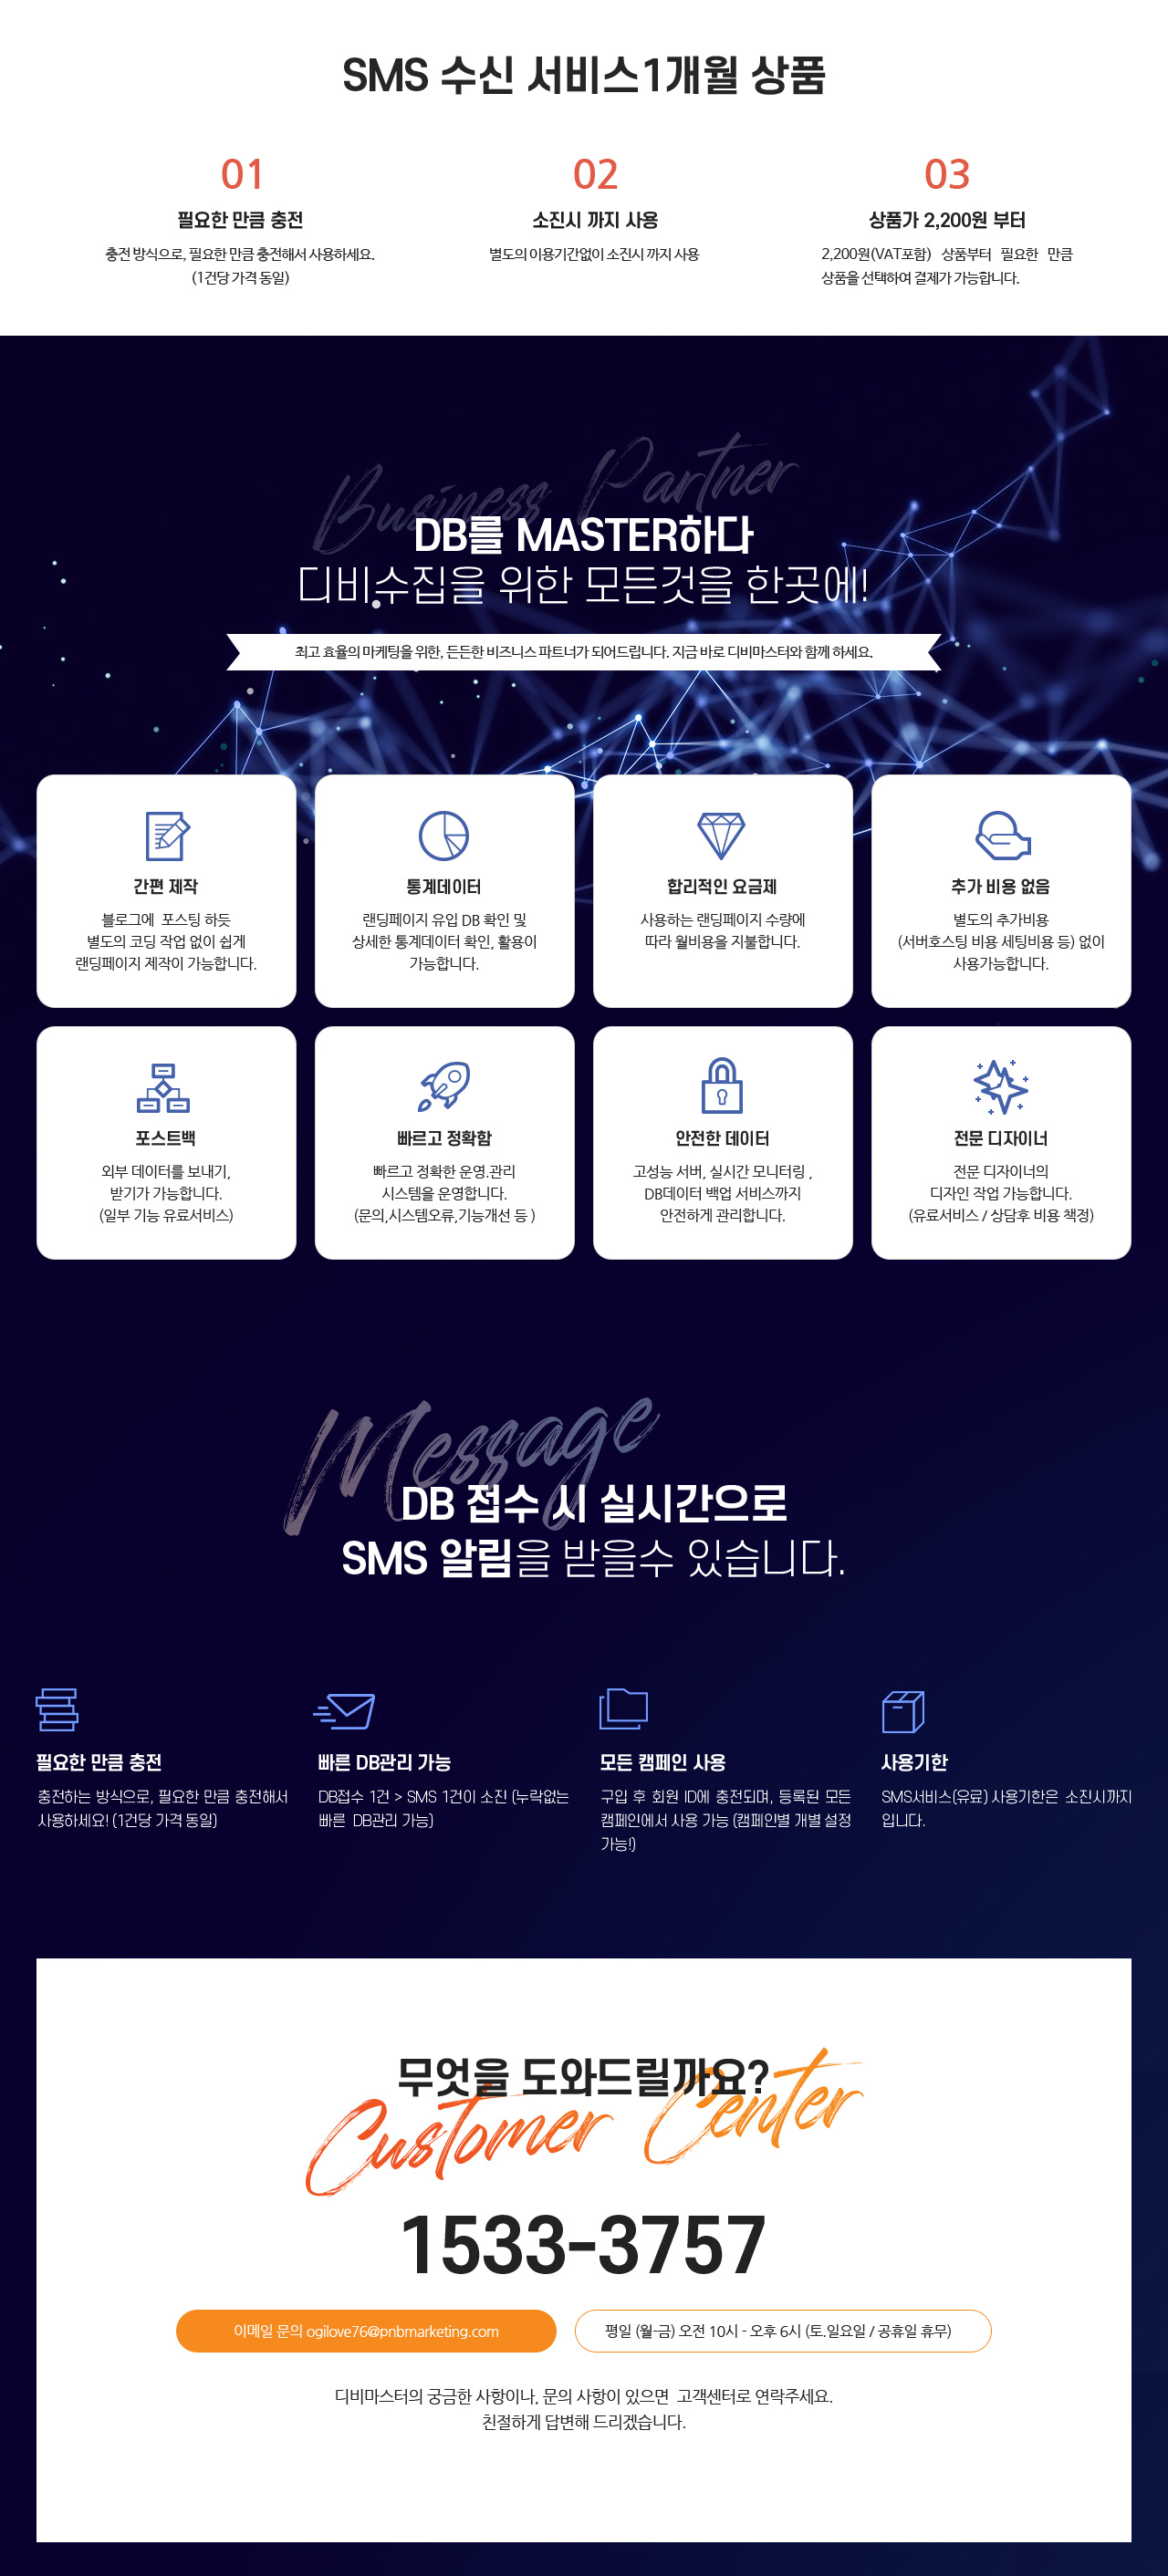 SMS 수신 서비스1개월 상품
01
필요한 만큼 충전
충전 방식으로, 필요한 만큼 충전해서 사용하세요.
(1건당 가격 동일)
02
소진시 까지 사용
별도의 이용기간없이 소진시 까지 사용
03
상품가 2,200원 부터
2,200원(VAT포함) 상품부터 필요한 만큼
상품을 선택하여 결제가 가능합니다.
Business Partner
DB를 MASTER하다
디비수집을 위한 모든것을 한곳에!
최고 효율의 마케팅을 위한, 든든한 비즈니스 파트너가 되어드립니다. 지금 바로 디비마스터와 함께 하세요.
간편 제작
블로그에 포스팅 하듯
별도의 코딩 작업 없이 쉽게
랜딩페이지 제작이 가능합니다.
통계데이터
랜딩페이지 유입 DB 확인 및
상세한 통계데이터 확인, 활용이
가능합니다.
합리적인 요금제
사용하는 랜딩페이지 수량에
따라 월비용을 지불합니다.
추가 비용 없음
별도의 추가비용
(서버호스팅 비용 세팅비용 등) 없이
사용가능합니다.
포스트백
외부 데이터를 보내기,
받기가 가능합니다.
(일부 기능 유료서비스)
빠르고 정확함
빠르고 정확한 운영.관리
시스템을 운영합니다.
(문의,시스템오류,기능개선 등 )
안전한 데이터
고성능 서버, 실시간 모니터링 ,
DB데이터 백업 서비스까지
안전하게 관리합니다.
전문 디자이너
전문 디자이너의
디자인 작업 가능합니다.
(유료서비스 / 상담후 비용 책정)
Message
DB 접수 시 실시간으로
SMS 알림을 받을수 있습니다.
필요한 만큼 충전
충전하는 방식으로, 필요한 만큼 충전해서
사용하세요! (1건당 가격 동일)
빠른 DB관리 가능
DB접수 1건 > SMS 1건이 소진 (누락없는
빠른 DB관리 가능)
모든 캠페인 사용
구입 후 회원 ID에 충전되며, 등록된 모든
캠페인에서 사용 가능 (캠페인별 개별 설정
가능!)
사용기한
SMS서비스(유료) 사용기한은 소진시까지
입니다.
무엇을 도와드릴까요?
Customer Center
1533-3757
이메일 문의 ogilove76@pnbmarketing.com
평일 (월-금) 오전 10시 - 오후 6시 (토.일요일 / 공휴일 휴무)
디비마스터의 궁금한 사항이나, 문의 사항이 있으면 고객센터로 연락주세요.
친절하게 답변해 드리겠습니다.